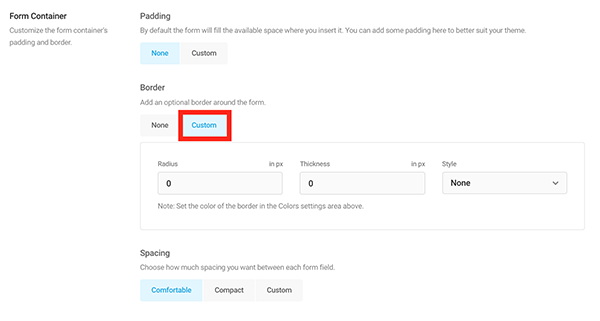 Form Container
Customize the form container's
padding and border.
Padding
By default the form will fill the available space where you insert it. You can add some padding here to better suit your theme.
None Custom
Border
Add an optional border around the form.
None Custom
Radius in px Thickness in px Style
0 0 None
Note: Set the color of the border in the Colors settings area above.
Spacing
Choose how much spacing you want between each form field.
Comfortable Compact Custom